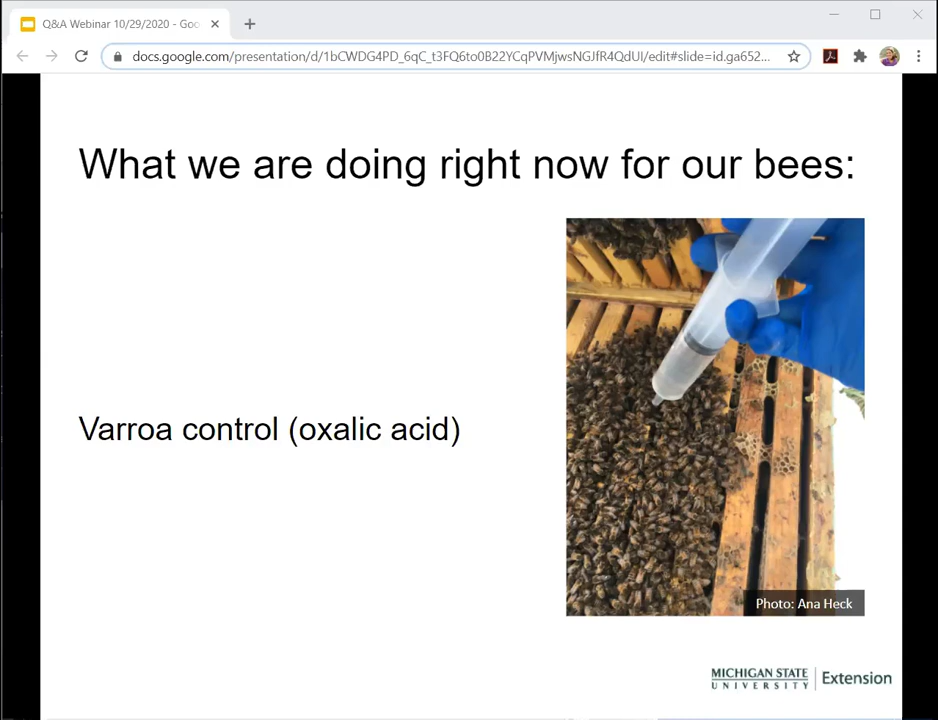 Q&A Webinar 10/29/2020 - Goo
docs.google.com/presentation/d/1bCWDG4PD_6qC_t3FQ6to0B22YCqPVMjwsNGJfR4QdUI/edit#slide=id.ga652...
What we are doing right now for our bees:
Varroa control (oxalic acid)
Photo: Ana Heck
MICHIGAN STATE
UNIVERSITY
Extension